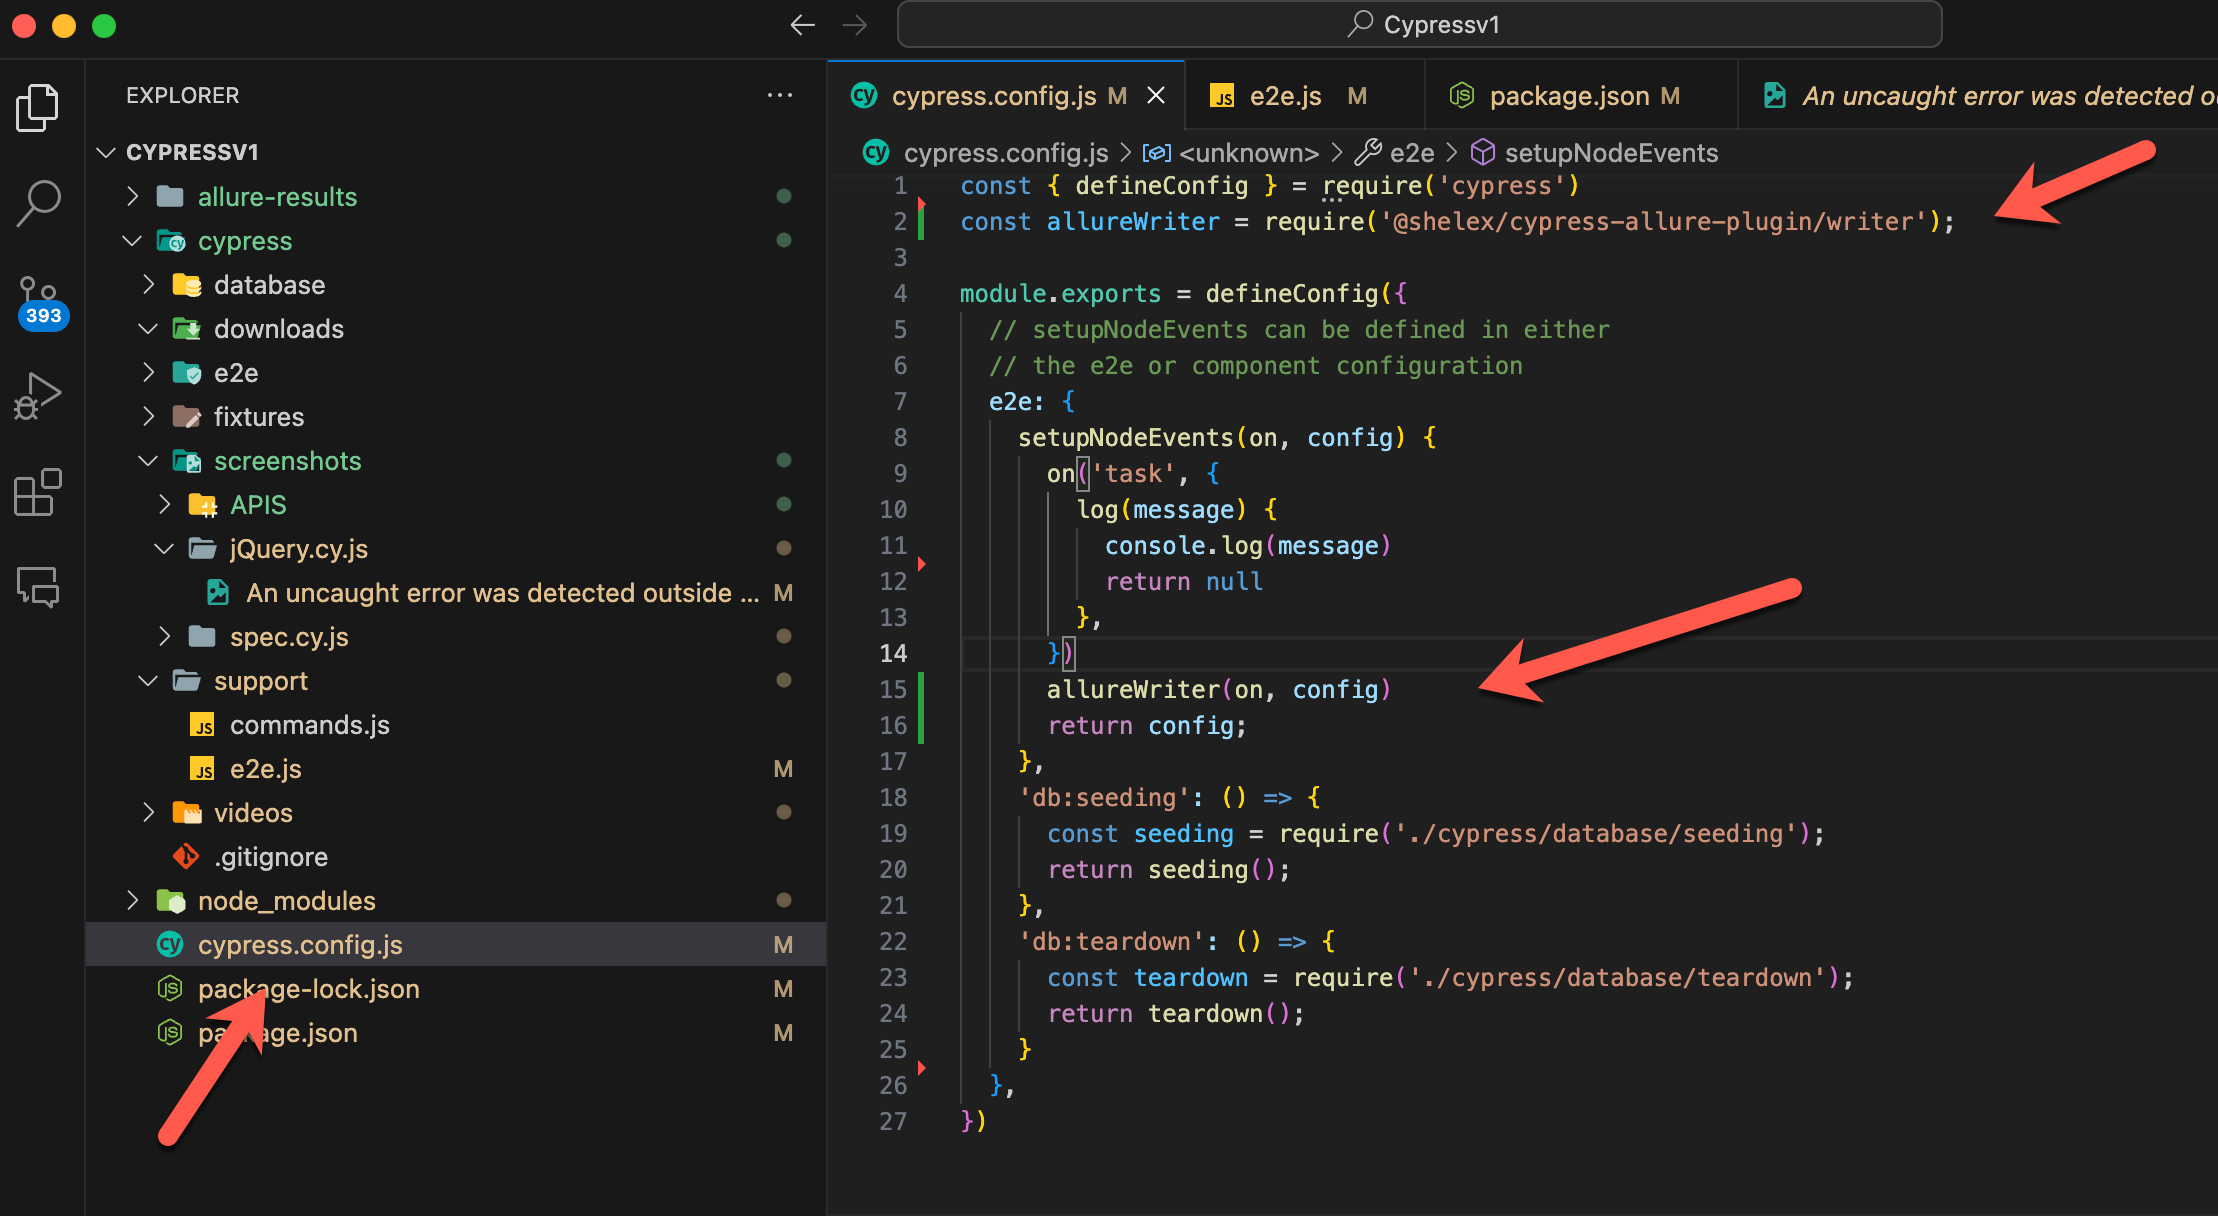 Cypressv1
EXPLORER
CYPRESSV1
allure-results
cypress
database
downloads
e2e
fixtures
screenshots
APIS
jQuery.cy.js
An uncaught error was detected outside ... M
spec.cy.js
support
commands.js
e2e.js M
videos
.gitignore
node_modules
cypress.config.js M
package-lock.json M
package.json M
393
cypress.config.js M
e2e.js M
package.json M
An uncaught error was detected
cypress.config.js > <unknown> > e2e > setupNodeEvents
1 const { defineConfig } = require('cypress')
2 const allureWriter = require('@shelex/cypress-allure-plugin/writer');
3
4 module.exports = defineConfig({
5 // setupNodeEvents can be defined in either
6 // the e2e or component configuration
7 e2e: {
8 setupNodeEvents(on, config) {
9 on('task', {
10 log(message) {
11 console.log(message)
12 return null
13 },
14 })
15 allureWriter(on, config)
16 return config;
17 },
18 'db:seeding': () => {
19 const seeding = require('./cypress/database/seeding');
20 return seeding();
21 },
22 'db:teardown': () => {
23 const teardown = require('./cypress/database/teardown');
24 return teardown();
25 }
26 },
27 })